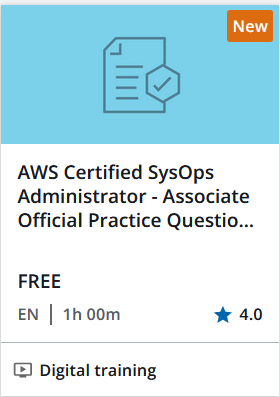 New
AWS Certified SysOps
Administrator - Associate
Official Practice Questio...
FREE
EN | 1h 00m
4.0
Digital training